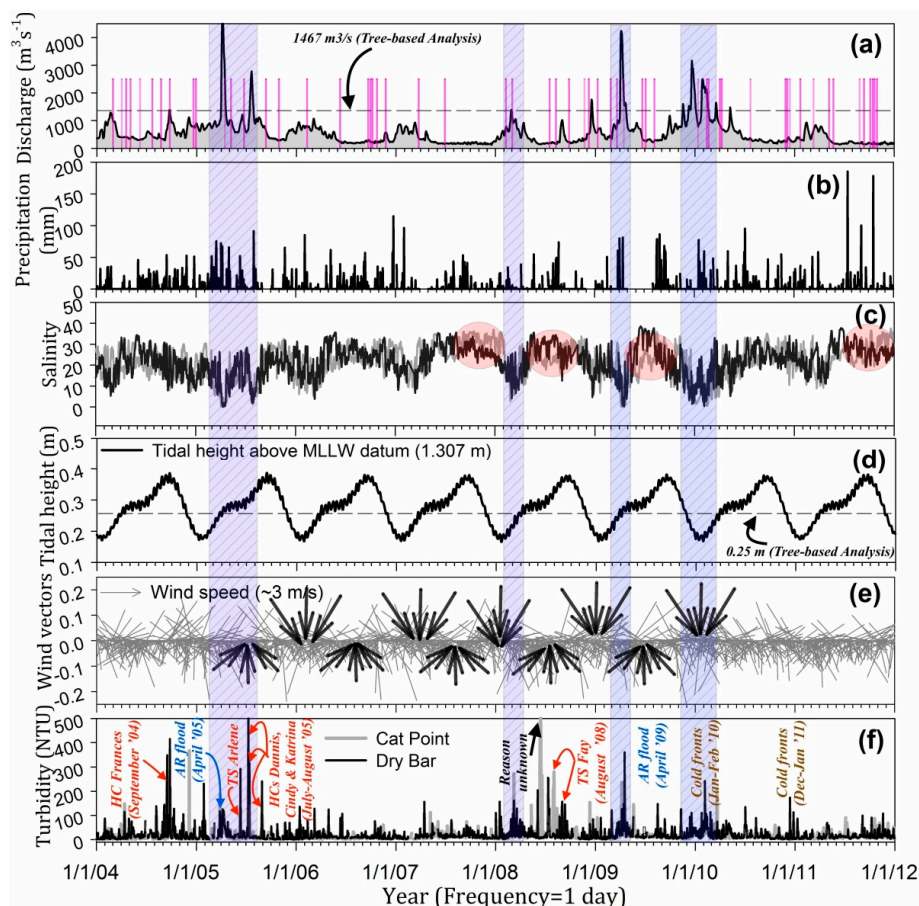 Discharge (m³ s⁻¹)
4000
3000
2000
1000
0
1467 m3/s (Tree-based Analysis)
(a)
Precipitation
(mm)
200
150
100
50
0
(b)
Salinity
50
40
30
20
10
0
(c)
Tidal height (m)
0.5
0.4
0.3
0.2
0.1
Tidal height above MLLW datum (1.307 m)
(d)
0.25 m (Tree-based Analysis)
Wind vectors
0.2
0.1
0.0
-0.1
-0.2
Wind speed (~3 m/s)
(e)
Turbidity (NTU)
500
400
300
200
100
0
HC Frances
(September '04)
AR flood
(April '05)
TS Arlene
HCs Dannis,
Cindy & Katrina
(July-August '05)
Cat Point
Dry Bar
Reason
unknown
TS Fay
(August '08)
AR flood
(April '09)
Cold fronts
(Jan-Feb '10)
Cold fronts
(Dec-Jan '11)
(f)
1/1/04 1/1/05 1/1/06 1/1/07 1/1/08 1/1/09 1/1/10 1/1/11 1/1/12
Year (Frequency=1 day)